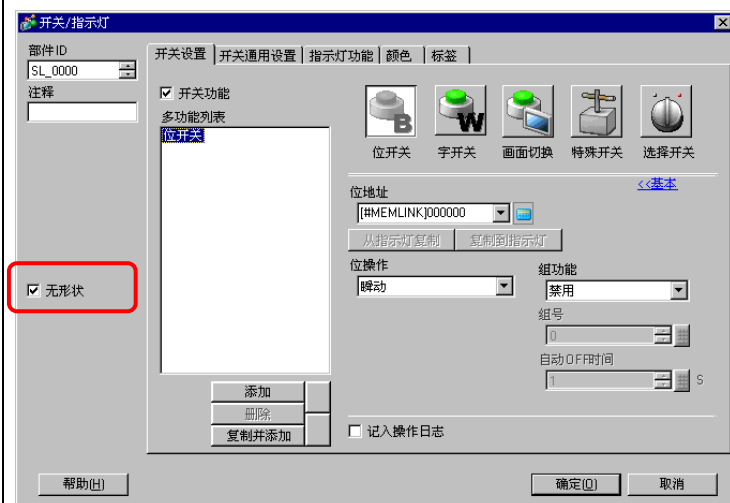 开关/指示灯
部件ID
SL_0000
注释
无形状
开关设置 开关通用设置 指示灯功能 颜色 标签
开关功能
多功能列表
位开关
添加
删除
复制并添加
B W
位开关 字开关 画面切换 特殊开关 选择开关
<<基本
位地址
[#MEMLINK]000000
从指示灯复制 复制到指示灯
位操作
瞬动
组功能
禁用
组号
0
自动OFF时间
1 S
记入操作日志
帮助(H) 确定(O) 取消